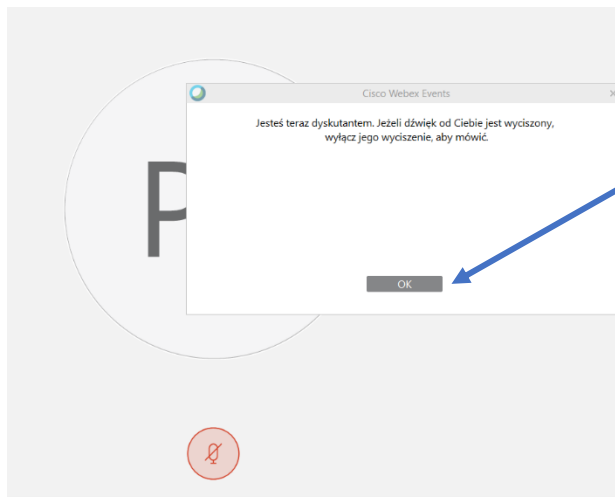 Cisco Webex Events
Jesteś teraz dyskutantem. Jeżeli dźwięk od Ciebie jest wyciszony,
wyłącz jego wyciszenie, aby mówić.
P
OK